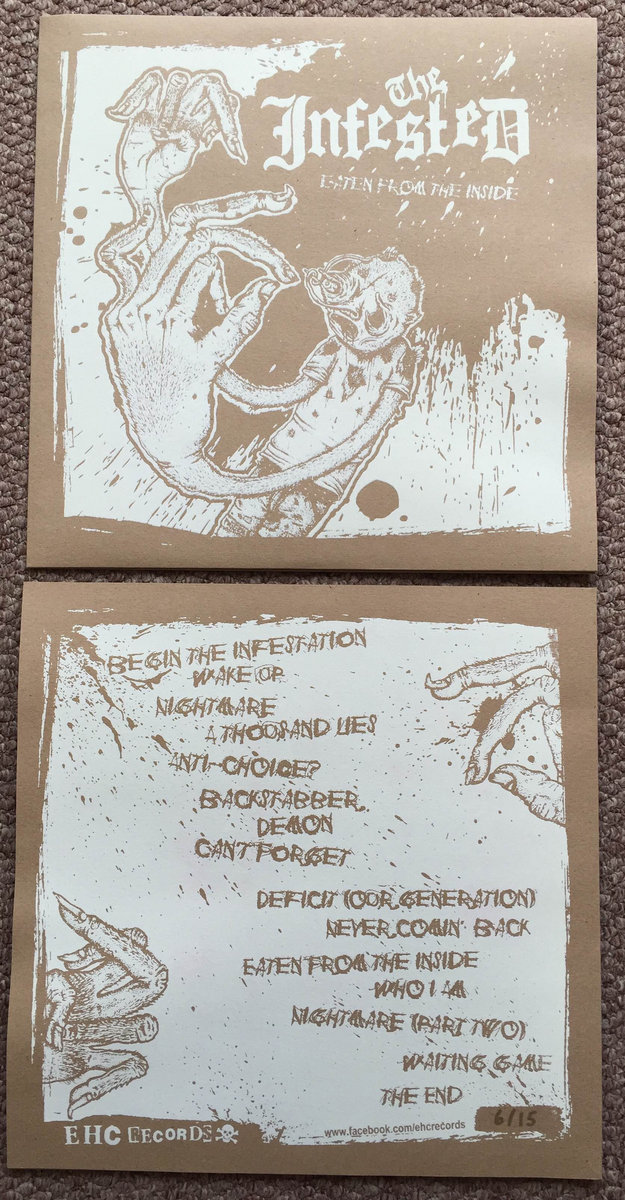 The
Infested
EATEN FROM THE INSIDE
BEGIN THE INFESTATION
WAKE UP
NIGHTMARE
A THOUSAND LIES
ANTI-CHOICE?
BACKSTABBER
DEMON
CAN'T FORGET
DEFICIT (OUR GENERATION)
NEVER COMIN' BACK
EATEN FROM THE INSIDE
WHO I AM
NIGHTMARE (PART TWO)
WAITING GAME
THE END
6/15
EHC RECORDS
www.facebook.com/ehcrecords